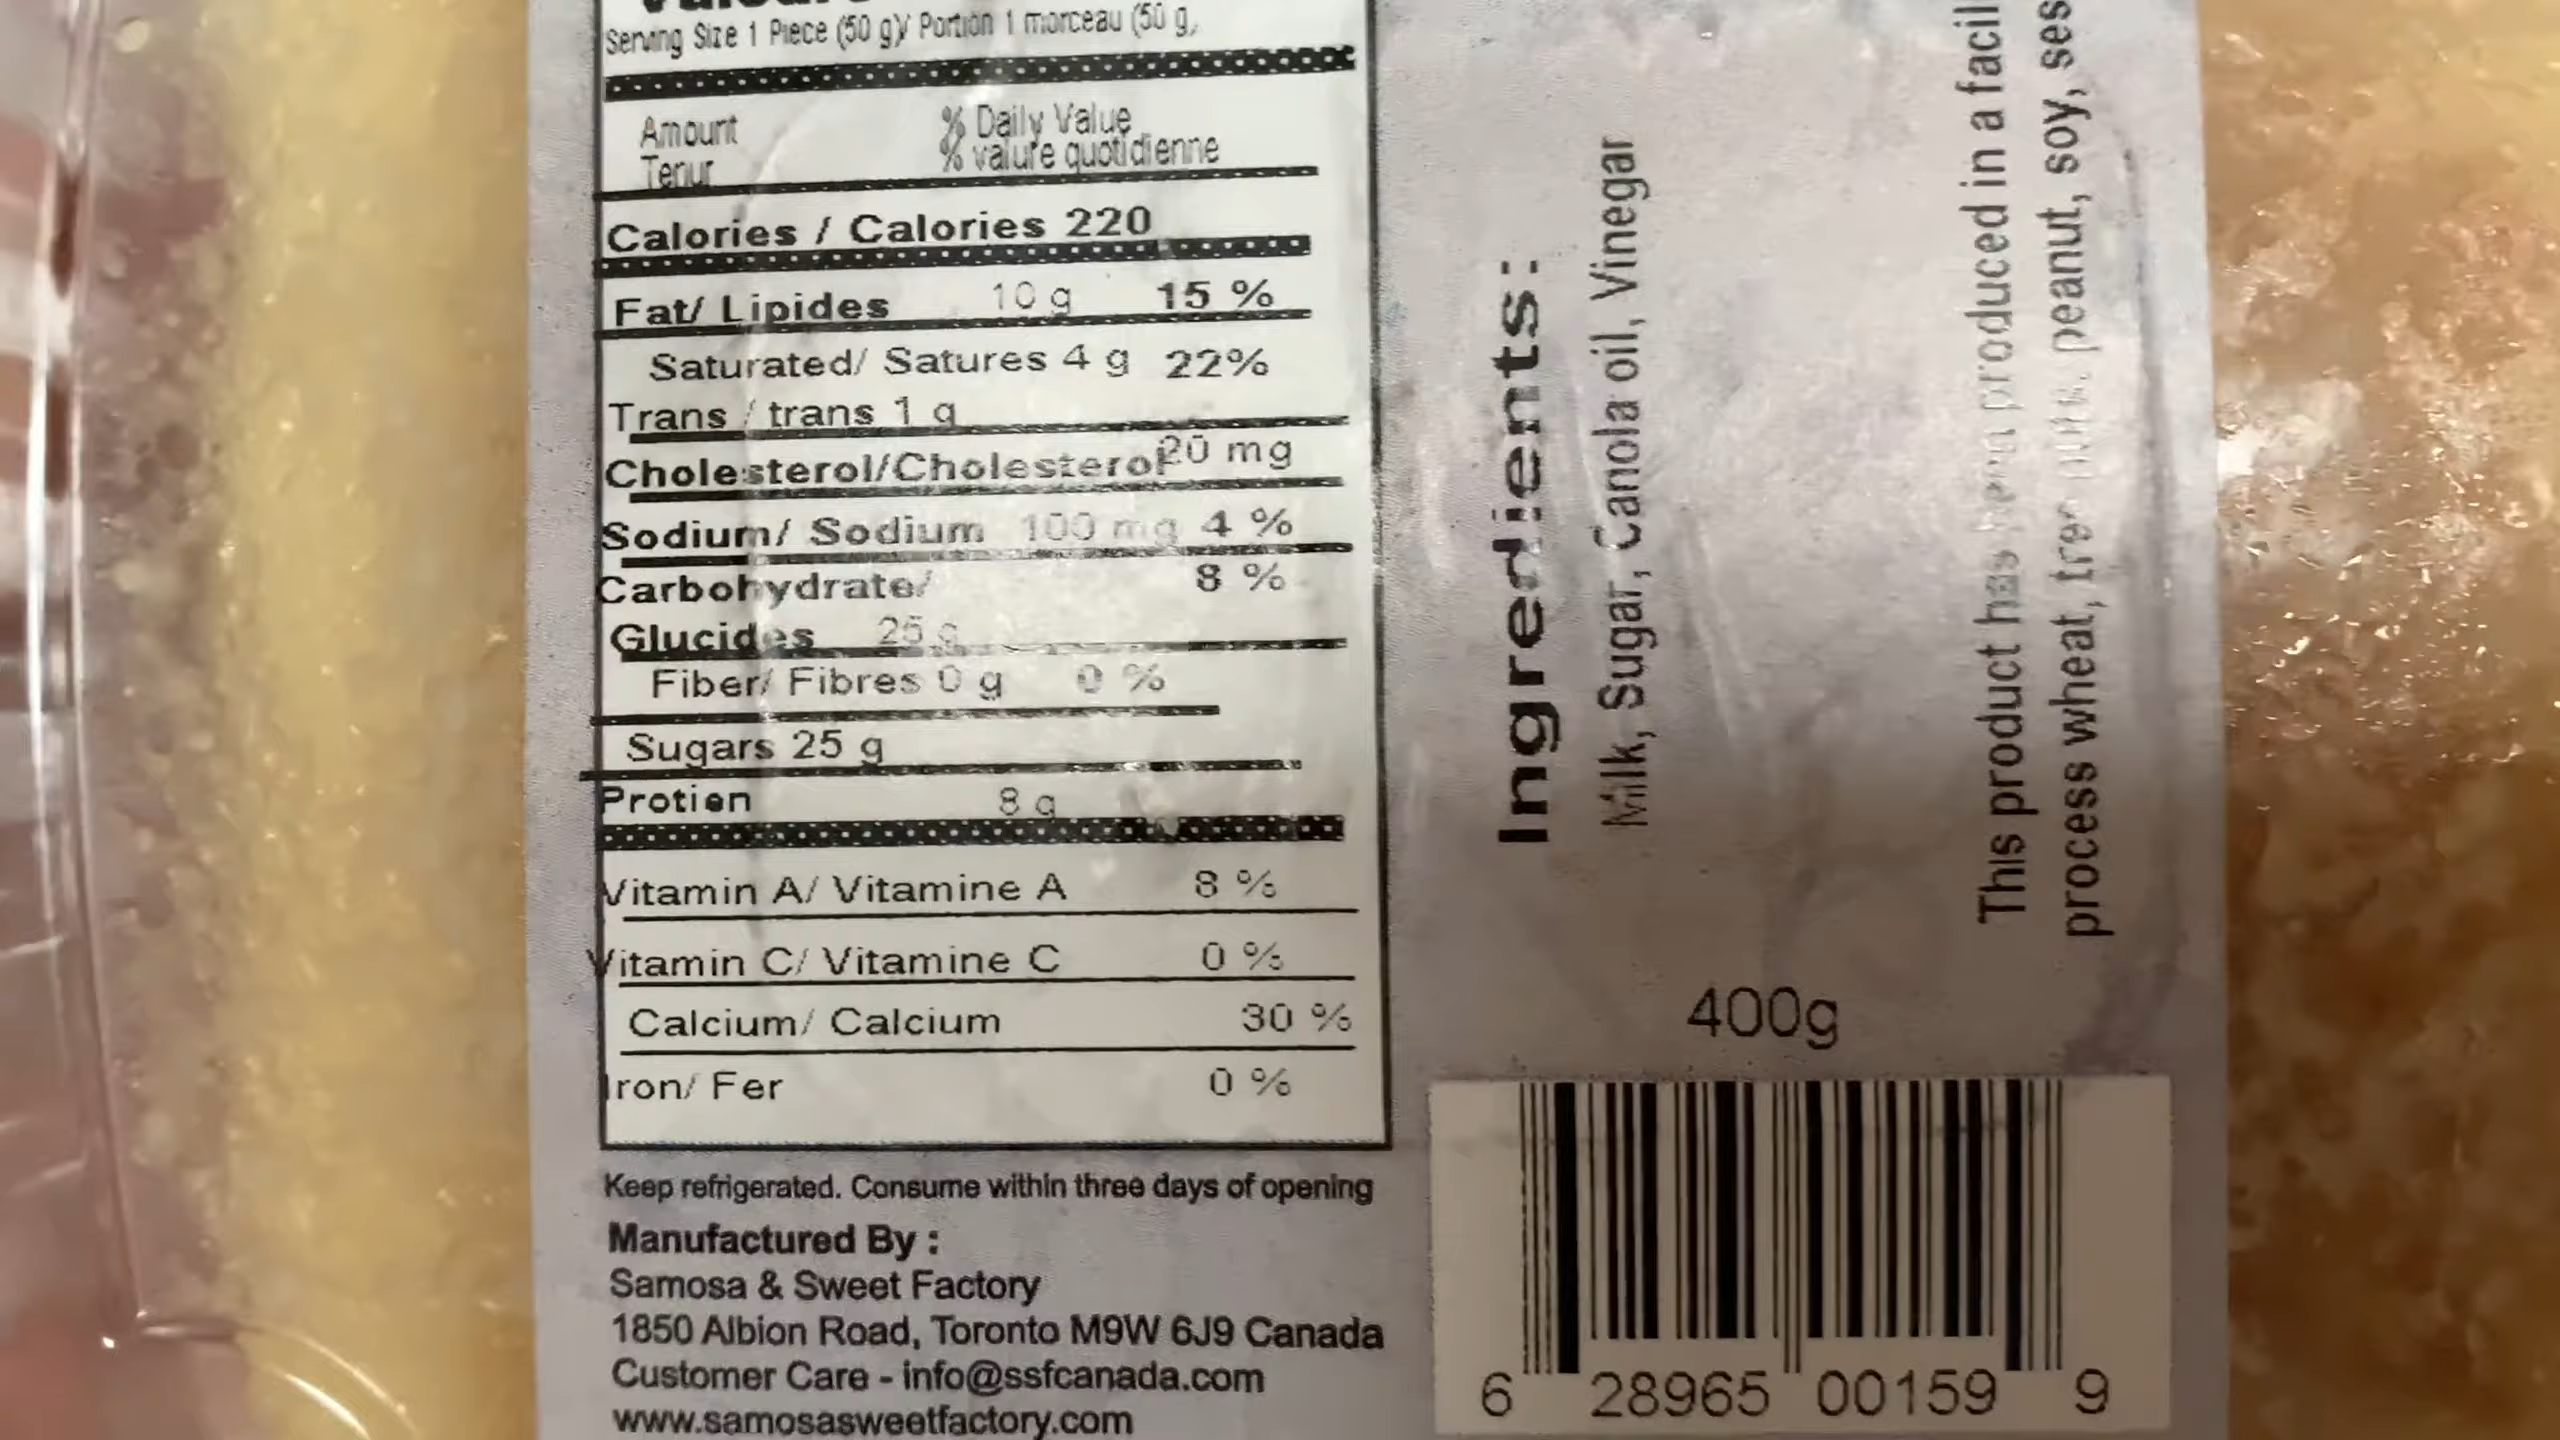 Serving Size 1 Piece (50 g)/ Portion 1 morceau (50 g,
Amount % Daily Value
Tenur % valure quotidienne
Calories / Calories 220
Fat/ Lipides 10 g 15 %
Saturated/ Satures 4 g 22%
Trans / trans 1 g
Cholesterol/Cholesterol 20 mg
Sodium/ Sodium 100 mg 4 %
Carbohydrate/ 8 %
Glucides 25 g
Fiber/ Fibres 0 g 0 %
Sugars 25 g
Protien 8 g
Vitamin A/ Vitamine A 8 %
Vitamin C/ Vitamine C 0 %
Calcium/ Calcium 30 %
Iron/ Fer 0 %
Keep refrigerated. Consume within three days of opening
Manufactured By :
Samosa & Sweet Factory
1850 Albion Road, Toronto M9W 6J9 Canada
Customer Care - info@ssfcanada.com
www.samosasweetfactory.com
Ingredients:
Milk, Sugar, Canola oil, Vinegar
This product has been produced in a facil
process wheat, tree nuts, peanut, soy, ses
400g
6 28965 00159 9